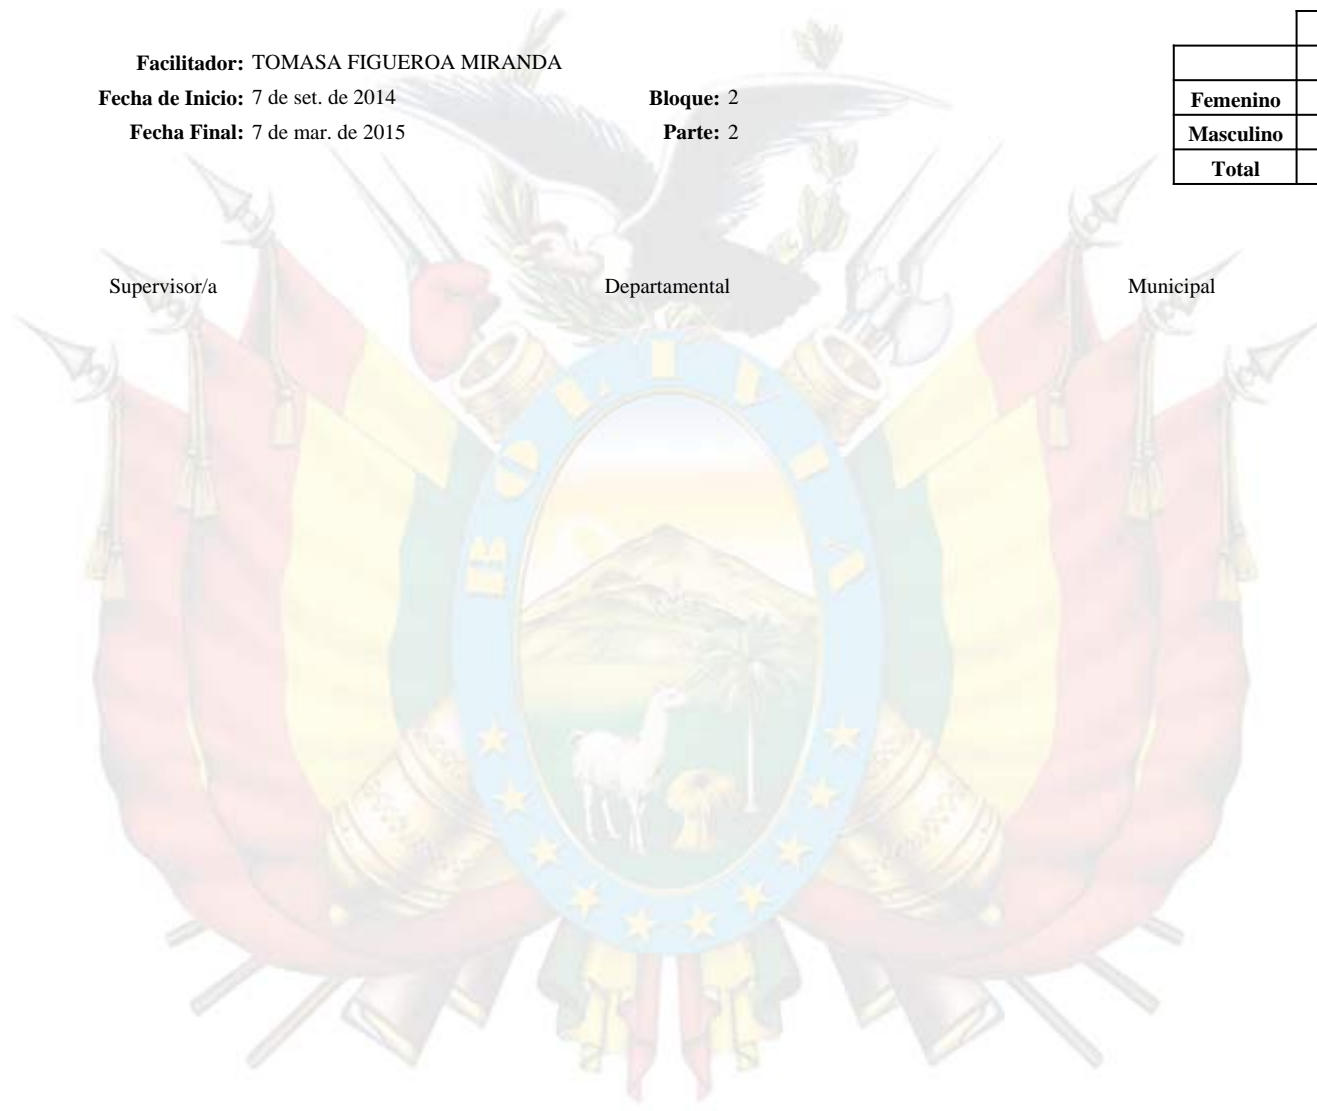 Facilitador: TOMASA FIGUEROA MIRANDA
Fecha de Inicio: 7 de set. de 2014 Bloque: 2
Fecha Final: 7 de mar. de 2015 Parte: 2
Femenino
Masculino
Total
Supervisor/a Departamental Municipal
BOLIVIA